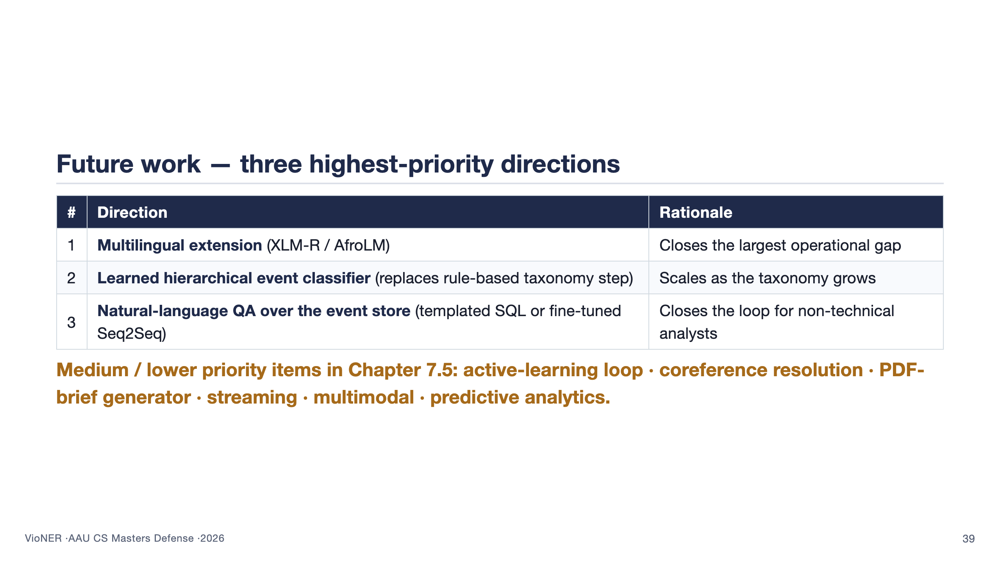 Future work — three highest-priority directions
# Direction Rationale
1 Multilingual extension (XLM-R / AfroLM) Closes the largest operational gap
2 Learned hierarchical event classifier (replaces rule-based taxonomy step) Scales as the taxonomy grows
3 Natural-language QA over the event store (templated SQL or fine-tuned
Seq2Seq)
Closes the loop for non-technical
analysts
Medium / lower priority items in Chapter 7.5: active-learning loop · coreference resolution · PDF-
brief generator · streaming · multimodal · predictive analytics.
VioNER ·AAU CS Masters Defense ·2026
39